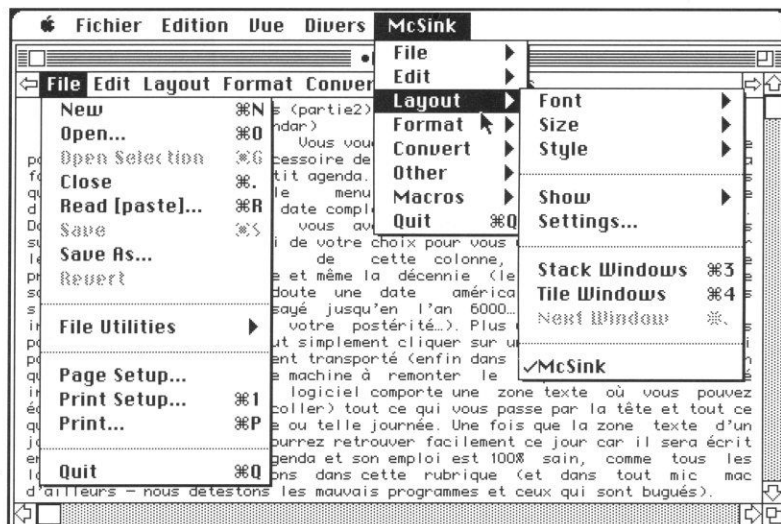 Fichier Edition Vue Divers McSink
File Edit Layout Format Conver
New ⌘N
Open... ⌘O
Open Selection ⌘G
Close ⌘.
Read [paste]... ⌘R
Save ⌘S
Save As...
Revert
File Utilities
Page Setup...
Print Setup... ⌘1
Print... ⌘P
Quit ⌘Q
File
Edit
Layout
Format
Convert
Other
Macros
Quit ⌘Q
Font
Size
Style
Show
Settings...
Stack Windows ⌘3
Tile Windows ⌘4
Next Window ⌘.
✓McSink
s (partie2)
ndar)
Vous vou
cessoire de
tit agenda.
le menu
date compl
vous av
i de votre choix pour vous
de cette colonne,
e et même la décennie (le
doute une date américa
sayé jusqu'en l'an 6000...
votre postérité…). Plus
ut simplement cliquer sur u
ent transporté (enfin dans
e machine à remonter le
logiciel comporte une zone texte où vous pouvez
coller) tout ce qui vous passe par la tête et tout ce
e ou telle journée. Une fois que la zone texte d'un
ourrez retrouver facilement ce jour car il sera écrit
genda et son emploi est 100% sain, comme tous les
ons dans cette rubrique (et dans tout mic mac
d'ailleurs – nous détestons les mauvais programmes et ceux qui sont bugués).